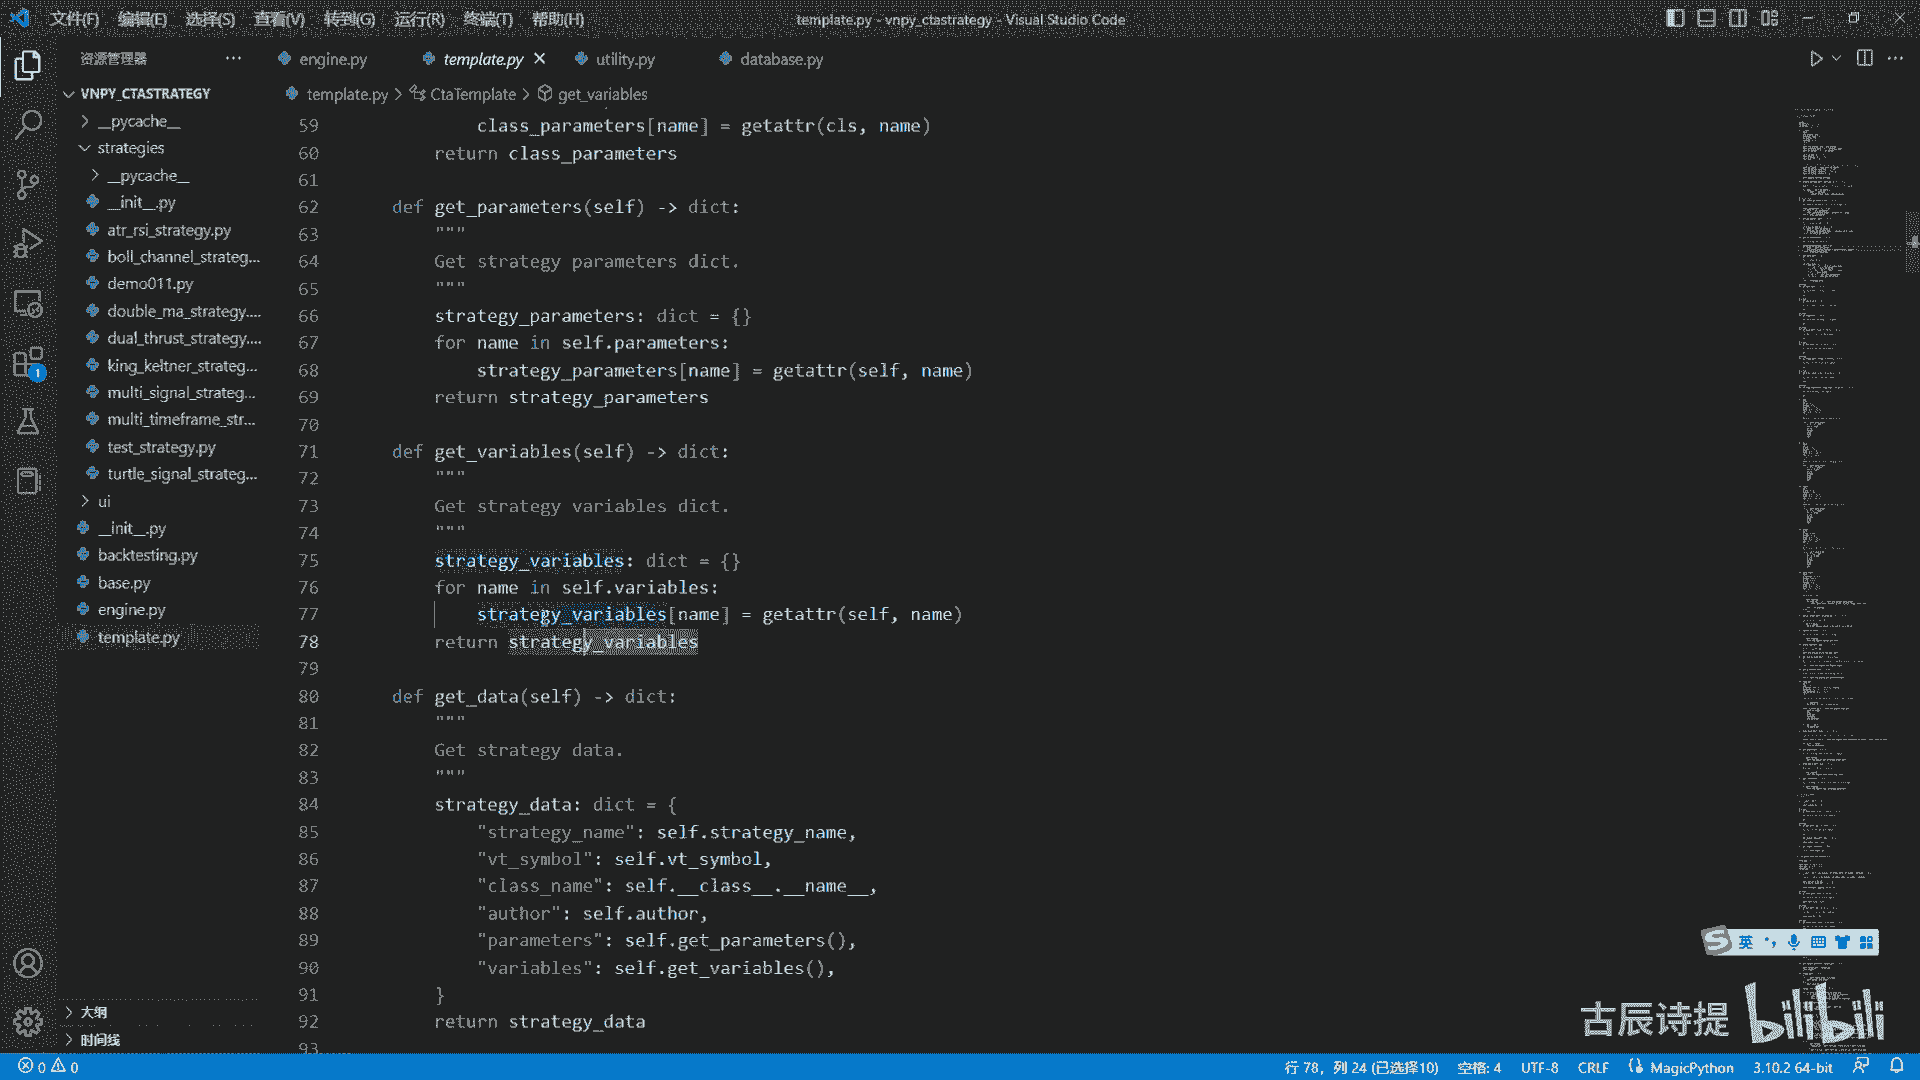 文件(F) 编辑(E) 选择(S) 查看(V) 转到(G) 运行(R) 终端(T) 帮助(H)
template.py - vnpy_ctastrategy - Visual Studio Code
资源管理器
engine.py
template.py
utility.py
database.py
VNPY_CTASTRATEGY
template.py > CtaTemplate > get_variables
__pycache__
strategies
__pycache__
__init__.py
atr_rsi_strategy.py
boll_channel_strateg...
demo011.py
double_ma_strategy....
dual_thrust_strategy....
king_keltner_strateg...
multi_signal_strateg...
multi_timeframe_str...
test_strategy.py
turtle_signal_strateg...
ui
__init__.py
backtesting.py
base.py
engine.py
template.py
大纲
时间线
59 class_parameters[name] = getattr(cls, name)
60 return class_parameters
61
62 def get_parameters(self) -> dict:
63 """
64 Get strategy parameters dict.
65 """
66 strategy_parameters: dict = {}
67 for name in self.parameters:
68 strategy_parameters[name] = getattr(self, name)
69 return strategy_parameters
70
71 def get_variables(self) -> dict:
72 """
73 Get strategy variables dict.
74 """
75 strategy_variables: dict = {}
76 for name in self.variables:
77 strategy_variables[name] = getattr(self, name)
78 return strategy_variables
79
80 def get_data(self) -> dict:
81 """
82 Get strategy data.
83 """
84 strategy_data: dict = {
85 "strategy_name": self.strategy_name,
86 "vt_symbol": self.vt_symbol,
87 "class_name": self.__class__.__name__,
88 "author": self.author,
89 "parameters": self.get_parameters(),
90 "variables": self.get_variables(),
91 }
92 return strategy_data
93
1
英
古辰诗提 bilibili
0 0
行 78，列 24 (已选择10) 空格: 4 UTF-8 CRLF MagicPython 3.10.2 64-bit